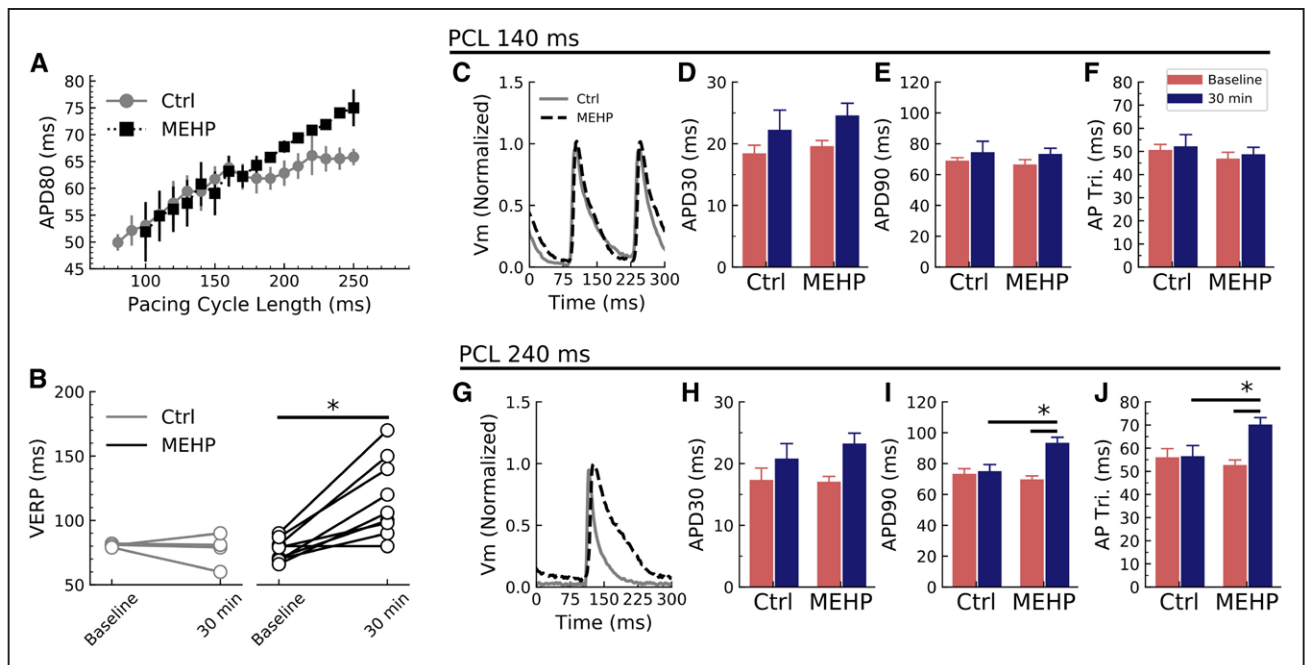 PCL 140 ms
A
80
75
70
65
60
55
50
45
APD80 (ms)
Ctrl
MEHP
100
150
200
250
Pacing Cycle Length (ms)
C
1.5
1.0
0.5
0.0
Vm (Normalized)
Ctrl
MEHP
0
75
150
225
300
Time (ms)
D
30
20
10
0
APD30 (ms)
Ctrl
MEHP
E
120
100
80
60
40
20
0
APD90 (ms)
Ctrl
MEHP
F
80
70
60
50
40
30
20
10
0
AP Tri. (ms)
Baseline
30 min
Ctrl
MEHP
B
200
150
100
50
VERP (ms)
Ctrl
MEHP
*
Baseline
30 min
Baseline
30 min
PCL 240 ms
G
1.5
1.0
0.5
0.0
Vm (Normalized)
0
75
150
225
300
Time (ms)
H
30
20
10
0
APD30 (ms)
Ctrl
MEHP
I
120
100
80
60
40
20
0
APD90 (ms)
*
Ctrl
MEHP
J
80
75
70
60
50
55
40
30
25
20
10
0
AP Tri. (ms)
*
Ctrl
MEHP